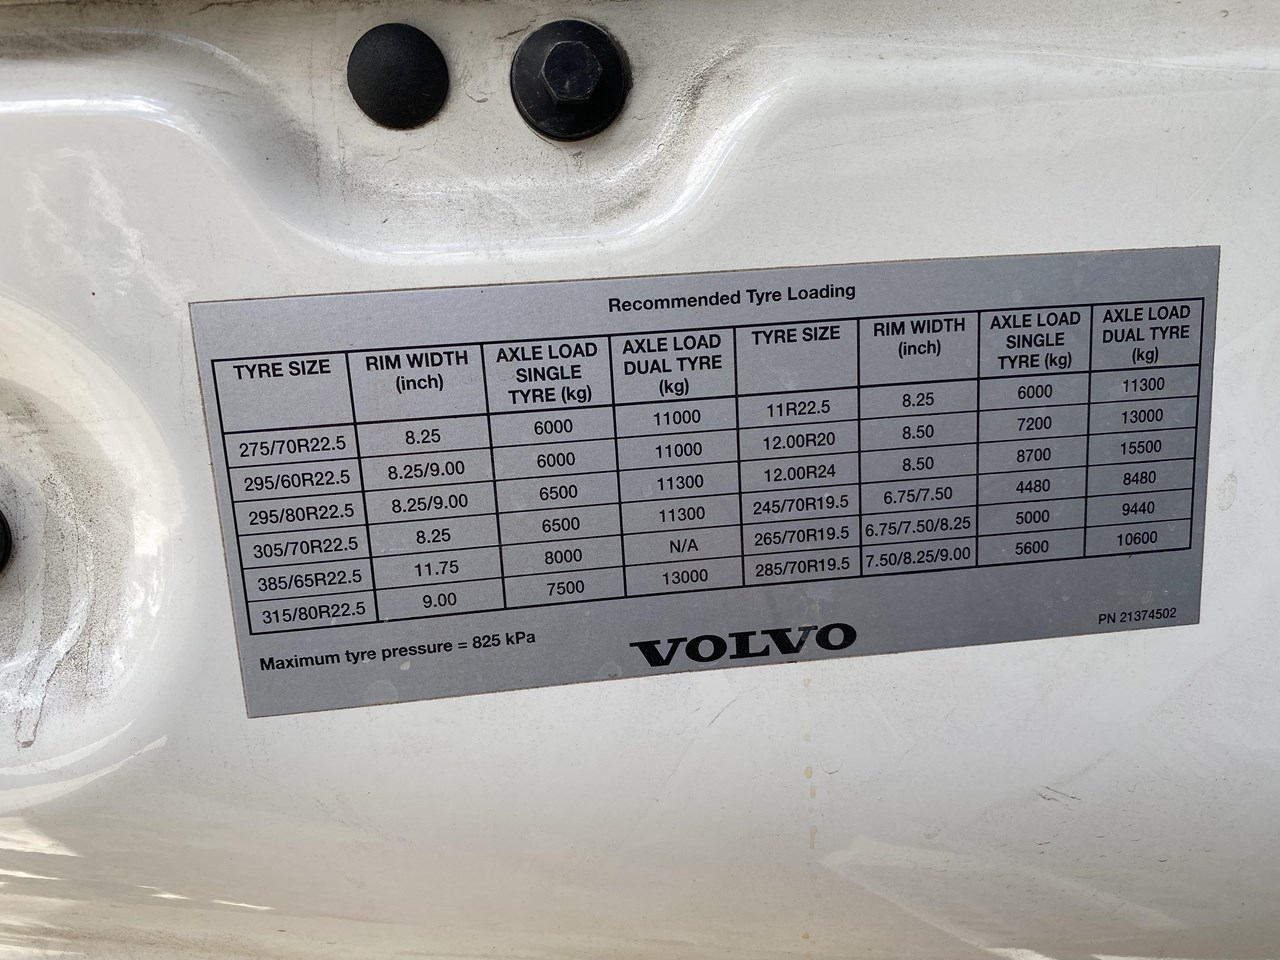 Recommended Tyre Loading
TYRE SIZE RIM WIDTH (inch) AXLE LOAD SINGLE TYRE (kg) AXLE LOAD DUAL TYRE (kg) TYRE SIZE RIM WIDTH (inch) AXLE LOAD SINGLE TYRE (kg) AXLE LOAD DUAL TYRE (kg)
275/70R22.5 8.25 6000 11000 11R22.5 8.25 6000 11300
295/60R22.5 8.25/9.00 6000 11000 12.00R20 8.50 7200 13000
295/80R22.5 8.25/9.00 6500 11300 12.00R24 8.50 8700 15500
305/70R22.5 8.25 6500 11300 245/70R19.5 6.75/7.50 4480 8480
385/65R22.5 11.75 8000 N/A 265/70R19.5 6.75/7.50/8.25 5000 9440
315/80R22.5 9.00 7500 13000 285/70R19.5 7.50/8.25/9.00 5600 10600
Maximum tyre pressure = 825 kPa
VOLVO
PN 21374502